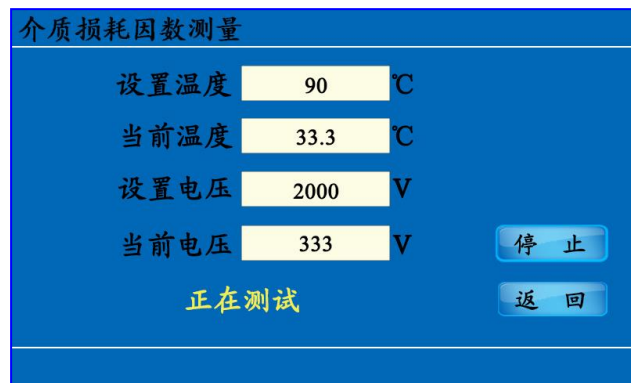 介质损耗因数测量
设置温度 90 ℃
当前温度 33.3 ℃
设置电压 2000 V
当前电压 333 V
停 止
正在测试
返 回